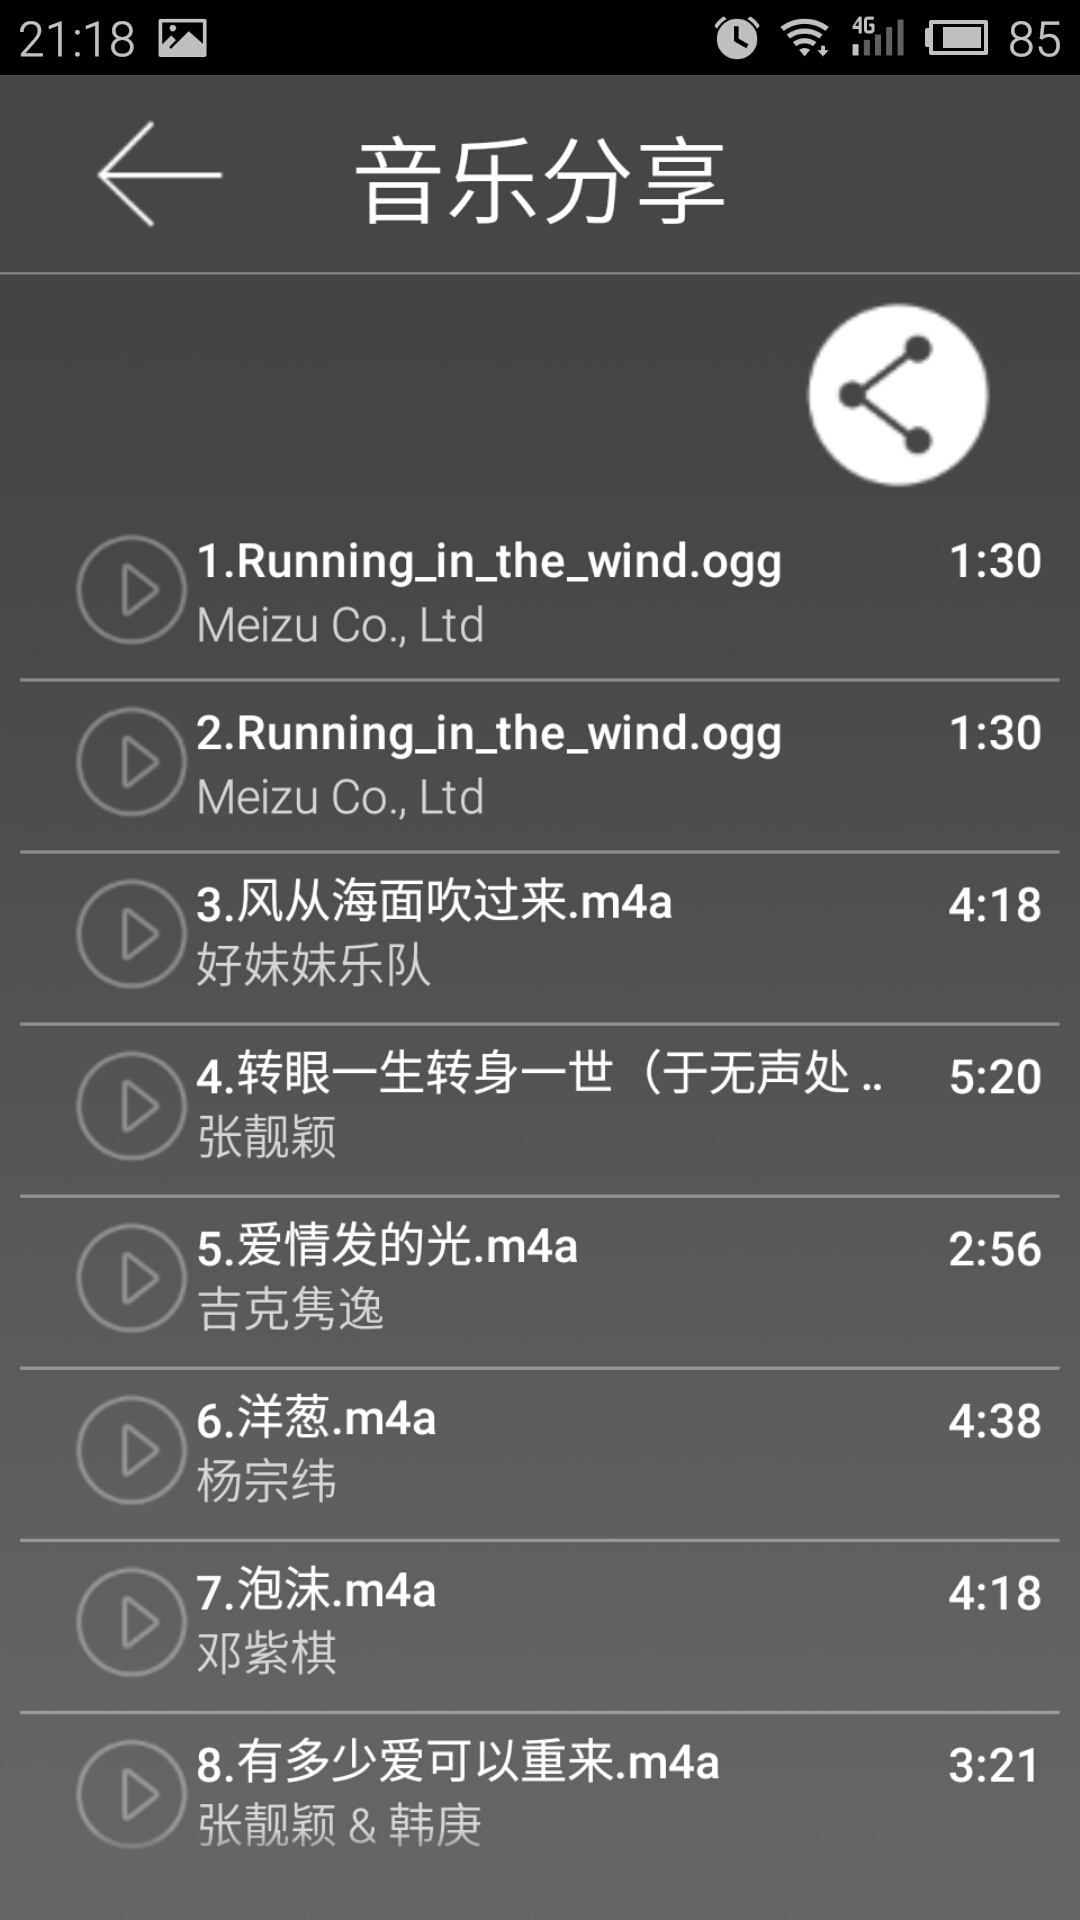 21:18 4G 85
音乐分享
1.Running_in_the_wind.ogg 1:30
Meizu Co., Ltd
2.Running_in_the_wind.ogg 1:30
Meizu Co., Ltd
3.风从海面吹过来.m4a 4:18
好妹妹乐队
4.转眼一生转身一世（于无声处 .. 5:20
张靓颖
5.爱情发的光.m4a 2:56
吉克隽逸
6.洋葱.m4a 4:38
杨宗纬
7.泡沫.m4a 4:18
邓紫棋
8.有多少爱可以重来.m4a 3:21
张靓颖 & 韩庚